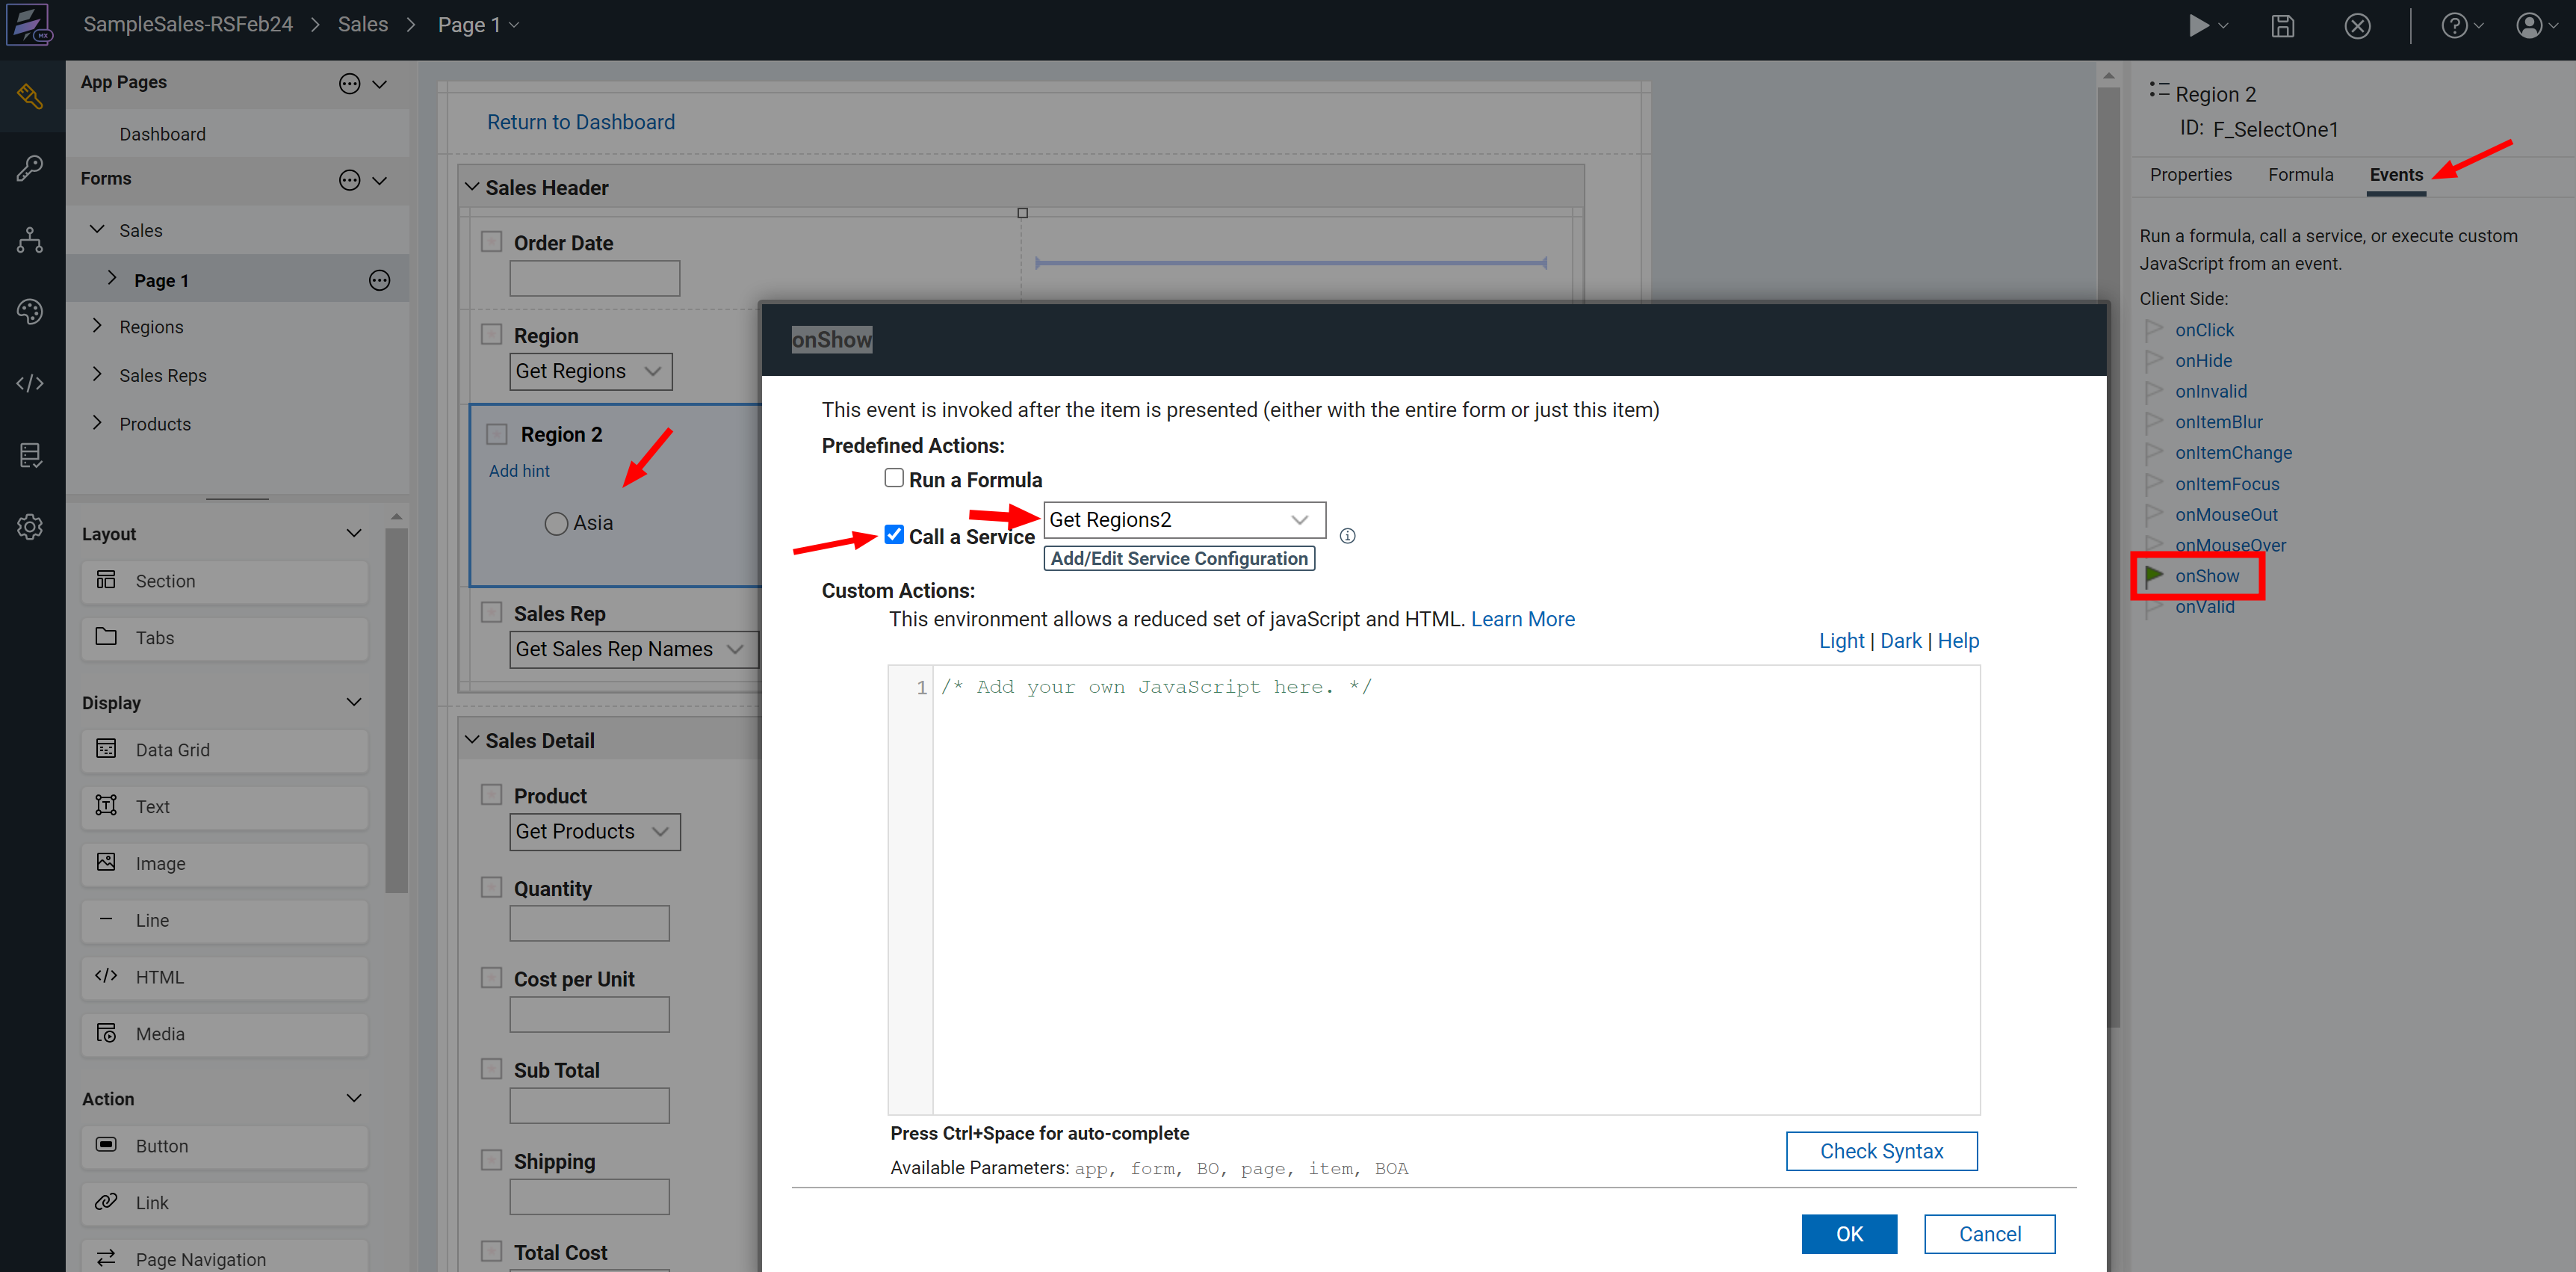 SampleSales-RSFeb24 > Sales > Page 1
MX
App Pages
Dashboard
Forms
Sales
Page 1
Regions
Sales Reps
Products
Layout
Section
Tabs
Display
Data Grid
Text
Image
Line
HTML
Media
Action
Button
Link
Page Navigation
Return to Dashboard
Sales Header
Order Date
Region
Get Regions
Region 2
Add hint
Asia
Sales Rep
Get Sales Rep Names
Sales Detail
Product
Get Products
Quantity
Cost per Unit
Sub Total
Shipping
Total Cost
onShow
This event is invoked after the item is presented (either with the entire form or just this item)
Predefined Actions:
Run a Formula
Call a Service
Get Regions2
Add/Edit Service Configuration
Custom Actions:
This environment allows a reduced set of javaScript and HTML. Learn More
Light | Dark | Help
1 /* Add your own JavaScript here. */
Press Ctrl+Space for auto-complete
Available Parameters: app, form, BO, page, item, BOA
Check Syntax
OK
Cancel
Region 2
ID: F_SelectOne1
Properties Formula Events
Run a formula, call a service, or execute custom
JavaScript from an event.
Client Side:
onClick
onHide
onInvalid
onItemBlur
onItemChange
onItemFocus
onMouseOut
onMouseOver
onShow
onValid